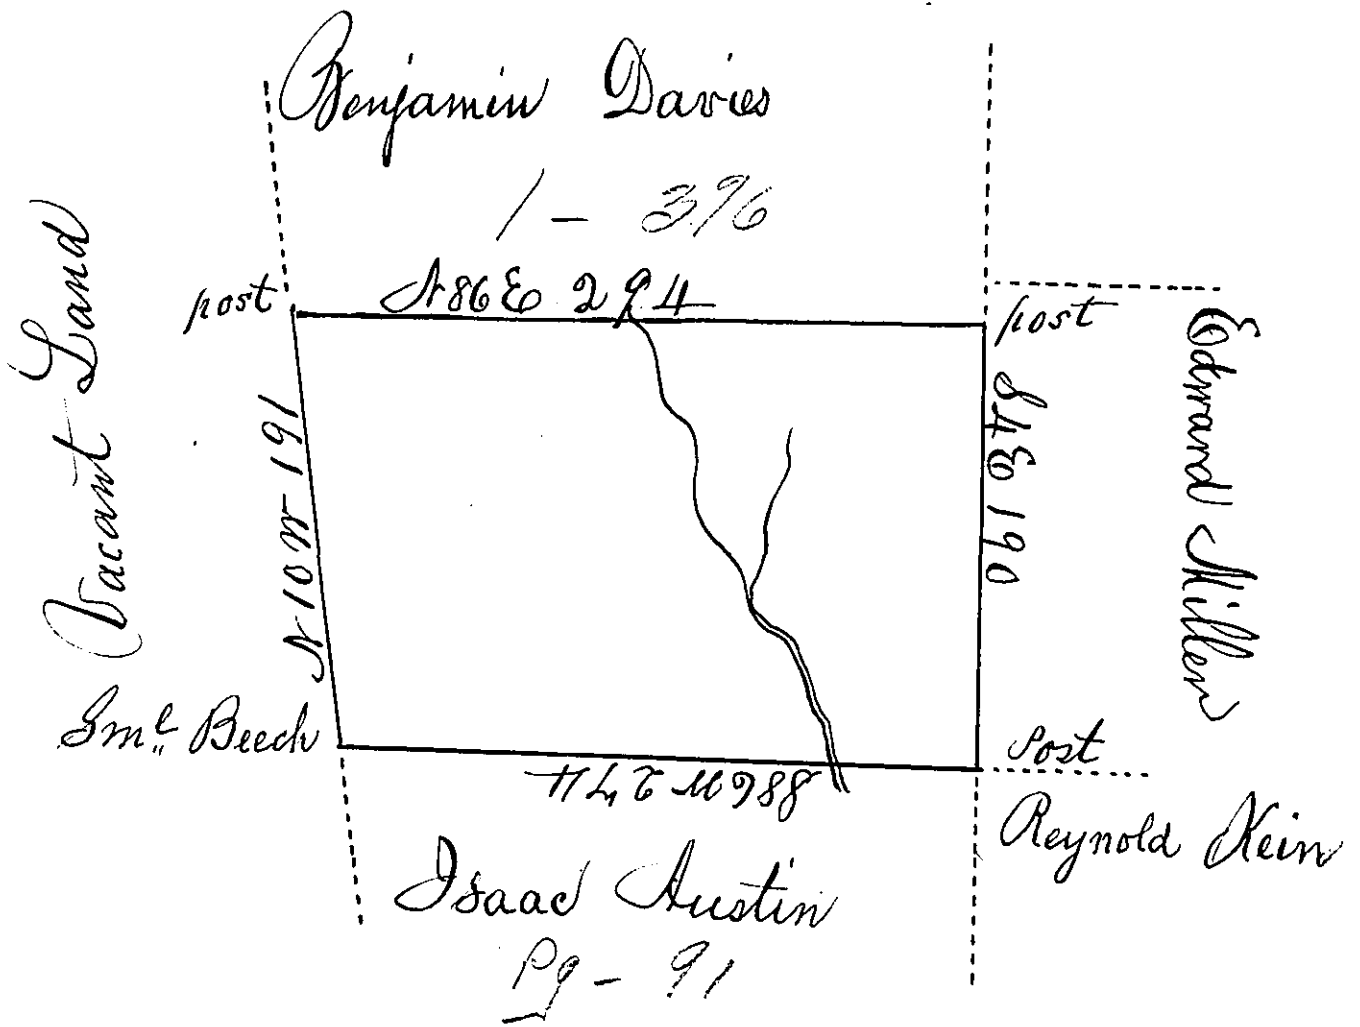 Benjamin Davies
1 - 396
N86E 294
post
post
Vacant Land
N10W 191
S4E 190
Edward Miller
Sml. Beech
Post
S86W 274
Reynold Kein
Isaac Austin
Pg - 91